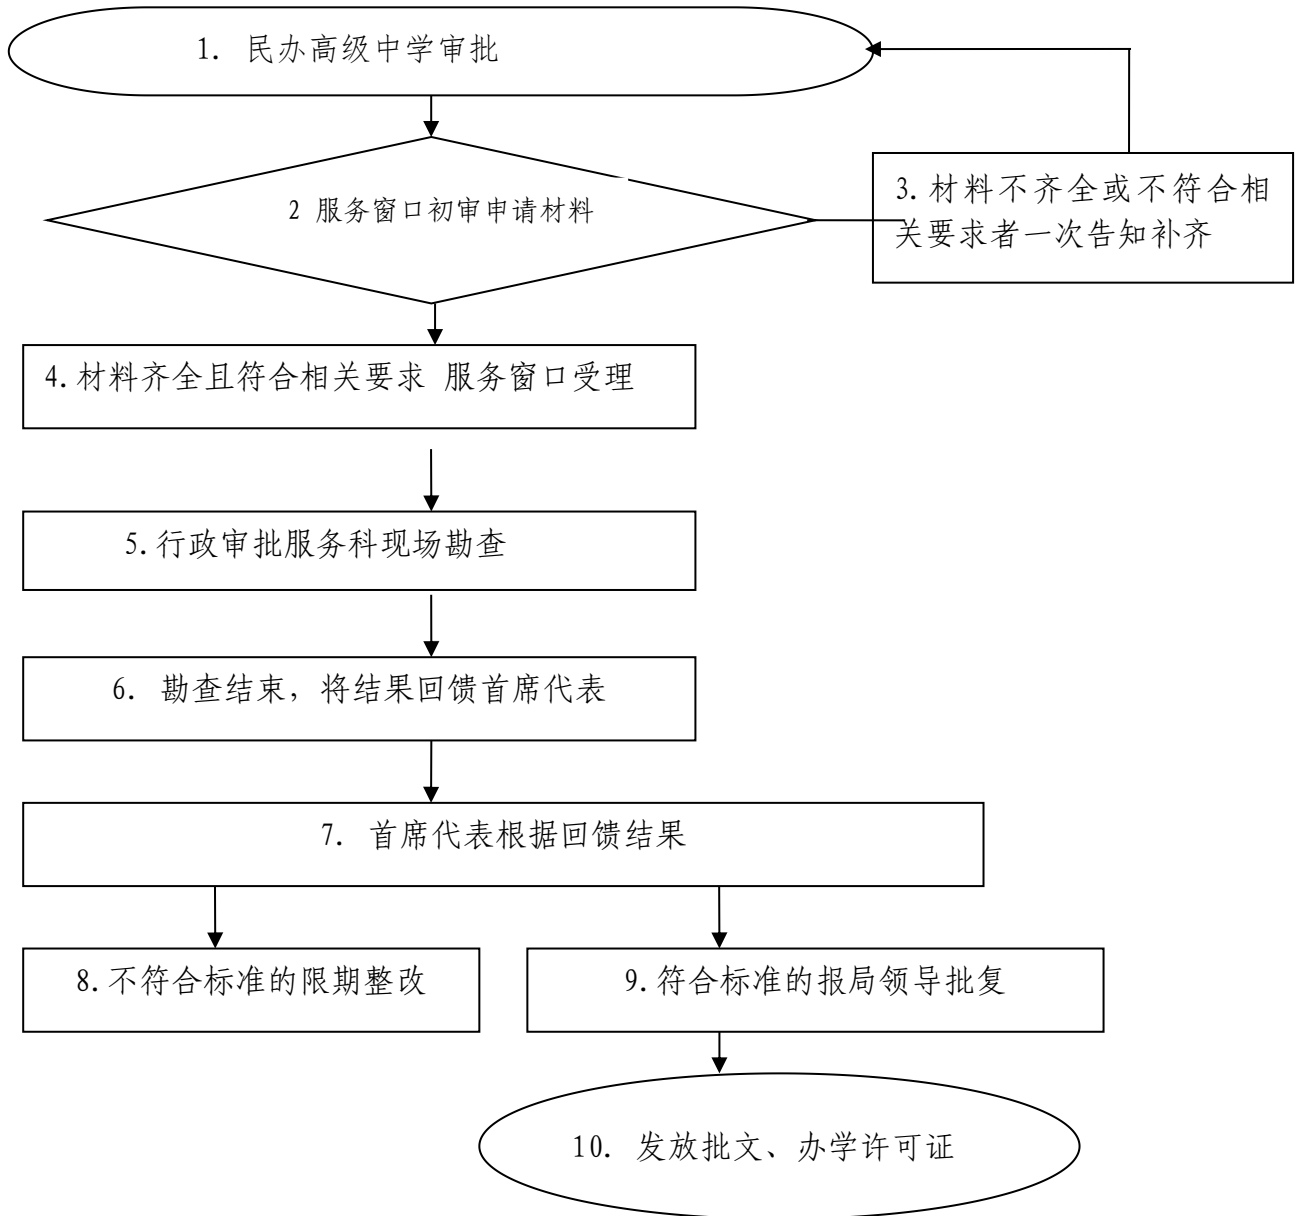 1. 民办高级中学审批
2 服务窗口初审申请材料
3.材料不齐全或不符合相
关要求者一次告知补齐
4.材料齐全且符合相关要求 服务窗口受理
5.行政审批服务科现场勘查
6. 勘查结束，将结果回馈首席代表
7. 首席代表根据回馈结果
8.不符合标准的限期整改
9.符合标准的报局领导批复
10. 发放批文、办学许可证